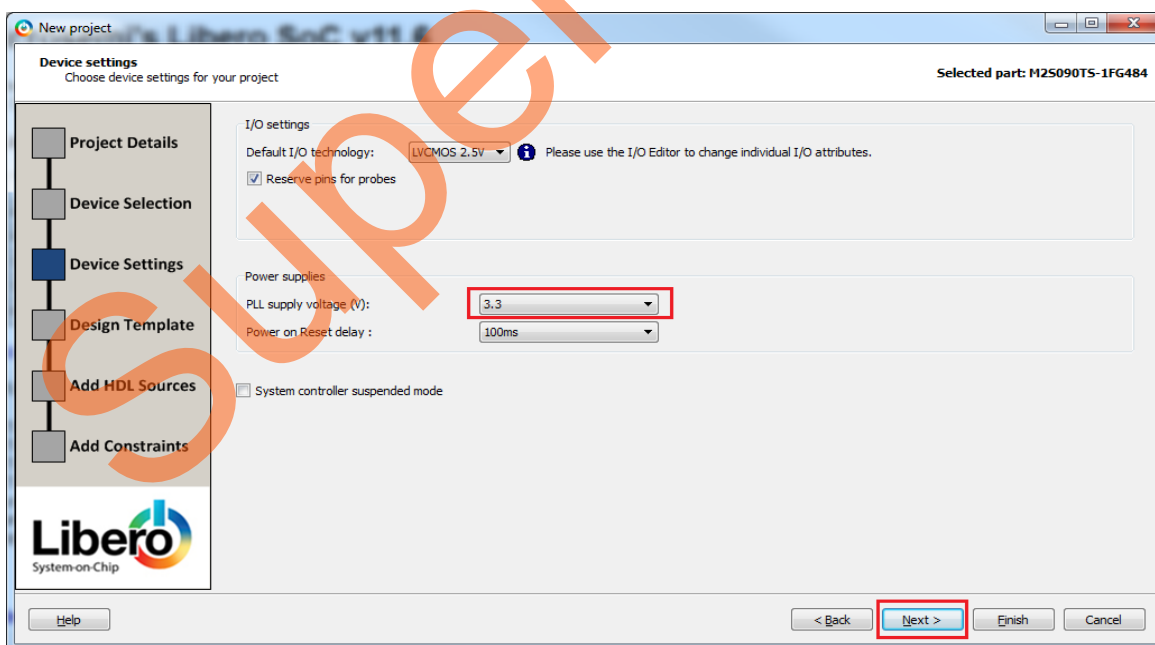 New project
Device settings
Choose device settings for your project
Selected part: M2S090TS-1FG484
Project Details
Device Selection
Device Settings
Design Template
Add HDL Sources
Add Constraints
I/O settings
Default I/O technology: LVCMOS 2.5V Please use the I/O Editor to change individual I/O attributes.
Reserve pins for probes
Power supplies
PLL supply voltage (V): 3.3
Power on Reset delay : 100ms
System controller suspended mode
Libero
System-on-Chip
Help
< Back Next > Finish Cancel
Super